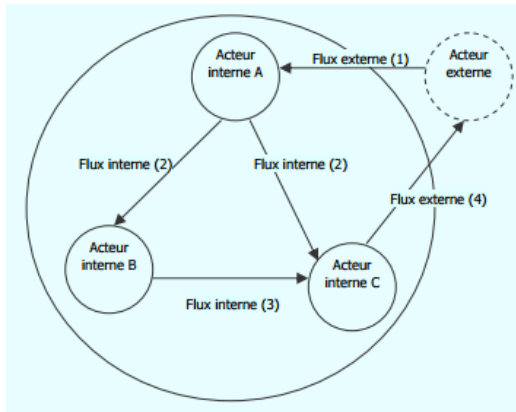 Acteur
interne A
Flux externe (1)
Acteur
externe
Flux interne (2)
Flux interne (2)
Flux externe (4)
Acteur
interne B
Acteur
interne C
Flux interne (3)